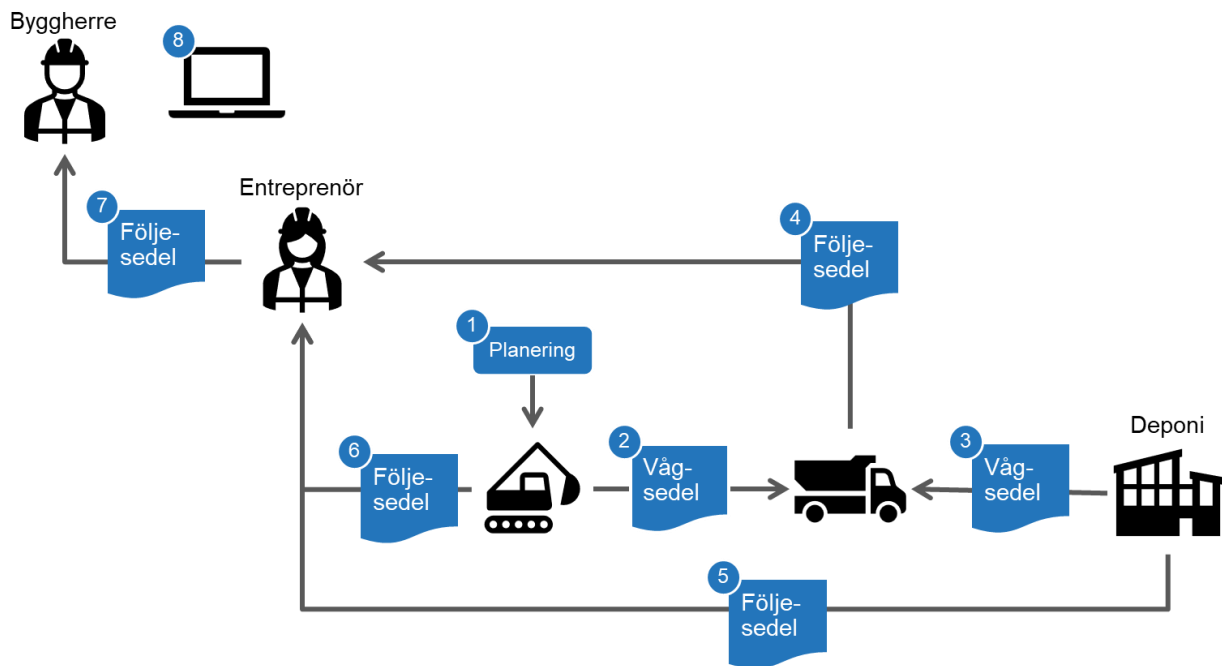 Byggherre
8
7
Följe-
sedel
Entreprenör
4
Följe-
sedel
1
Planering
6
Följe-
sedel
2
Våg-
sedel
3
Våg-
sedel
Deponi
5
Följe-
sedel